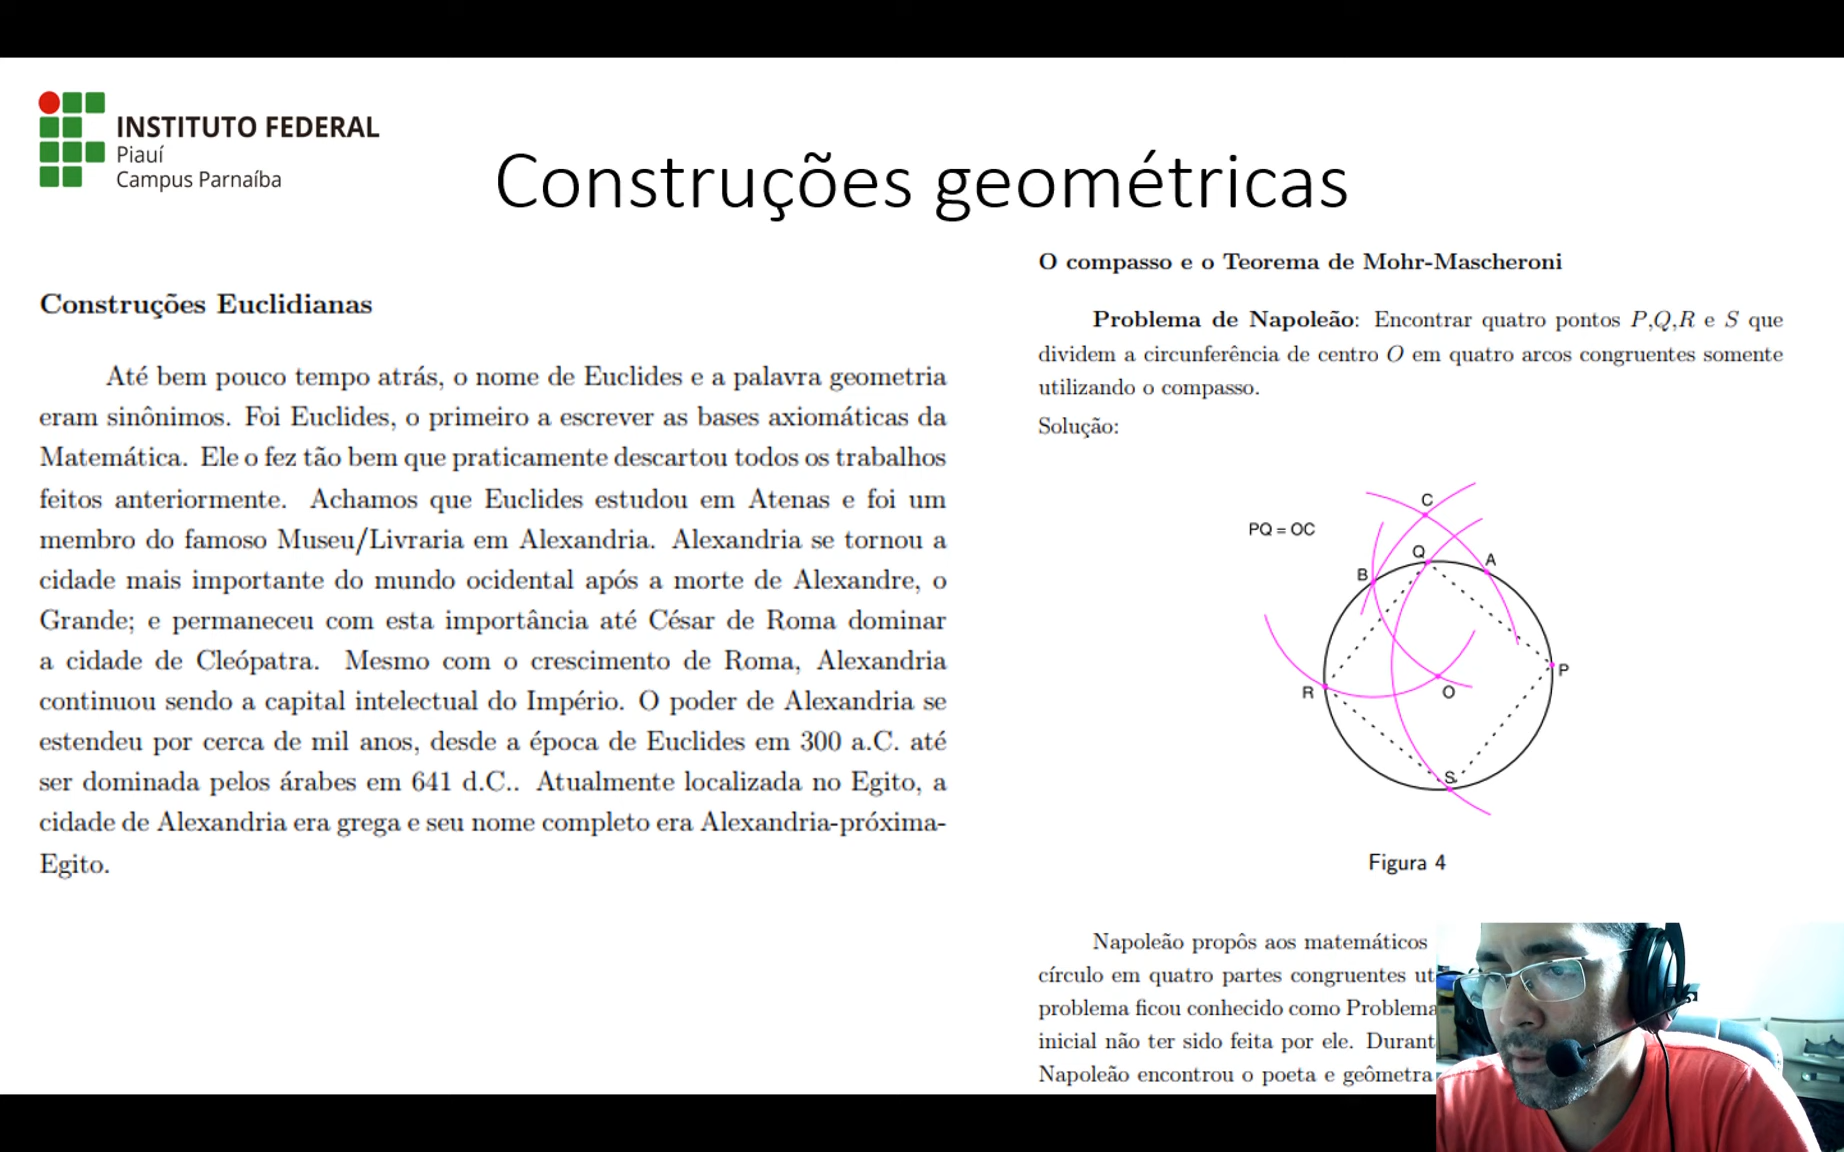 INSTITUTO FEDERAL
Piauí
Campus Parnaíba
Construções geométricas
Construções Euclidianas
Até bem pouco tempo atrás, o nome de Euclides e a palavra geometria
eram sinônimos. Foi Euclides, o primeiro a escrever as bases axiomáticas da
Matemática. Ele o fez tão bem que praticamente descartou todos os trabalhos
feitos anteriormente. Achamos que Euclides estudou em Atenas e foi um
membro do famoso Museu/Livraria em Alexandria. Alexandria se tornou a
cidade mais importante do mundo ocidental após a morte de Alexandre, o
Grande; e permaneceu com esta importância até César de Roma dominar
a cidade de Cleópatra. Mesmo com o crescimento de Roma, Alexandria
continuou sendo a capital intelectual do Império. O poder de Alexandria se
estendeu por cerca de mil anos, desde a época de Euclides em 300 a.C. até
ser dominada pelos árabes em 641 d.C.. Atualmente localizada no Egito, a
cidade de Alexandria era grega e seu nome completo era Alexandria-próxima-
Egito.
O compasso e o Teorema de Mohr-Mascheroni
Problema de Napoleão: Encontrar quatro pontos P,Q,R e S que
dividem a circunferência de centro O em quatro arcos congruentes somente
utilizando o compasso.
Solução:
PQ = OC
C
Q
A
B
P
R
O
S
Figura 4
Napoleão propôs aos matemáticos
círculo em quatro partes congruentes ut
problema ficou conhecido como Problema
inicial não ter sido feita por ele. Durant
Napoleão encontrou o poeta e geômetra